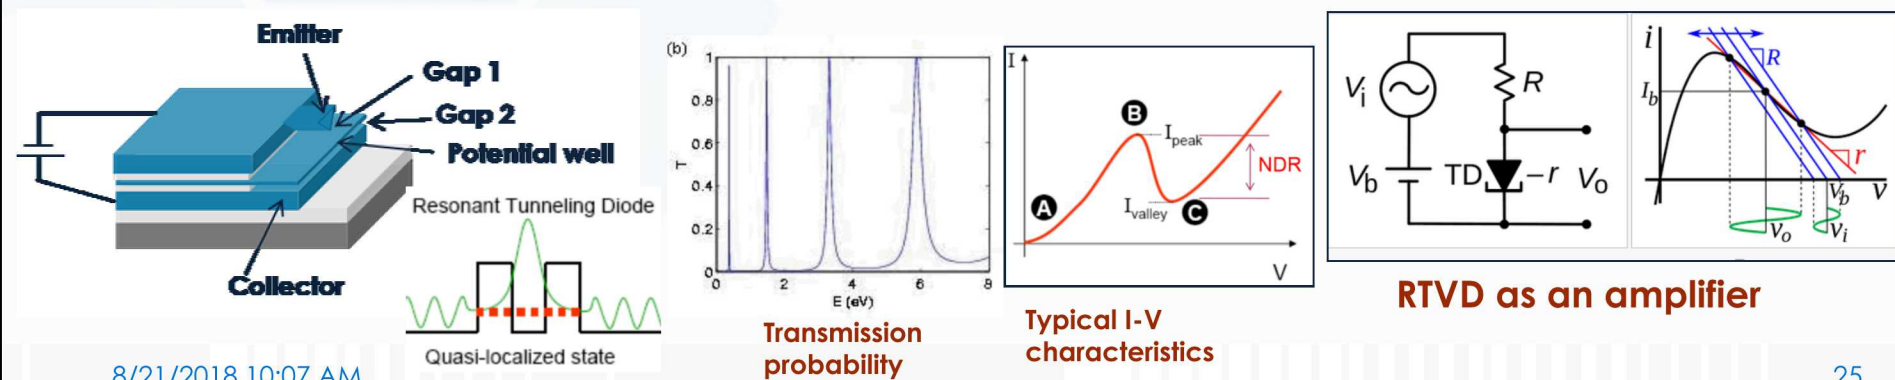 Emitter
Gap 1
Gap 2
Potential well
Collector
Resonant Tunneling Diode
Quasi-localized state
(b)
1
0.8
0.6
0.4
0.2
0
T
0 2 4 6 8
E (eV)
Transmission
probability
I
A
B
C
I peak
I valley
NDR
V
Typical I-V
characteristics
Vi
R
Vb
TD
−r
Vo
i
R
Ib
r
Vb
v
vo
vi
RTVD as an amplifier
8/21/2018 10:07 AM
25